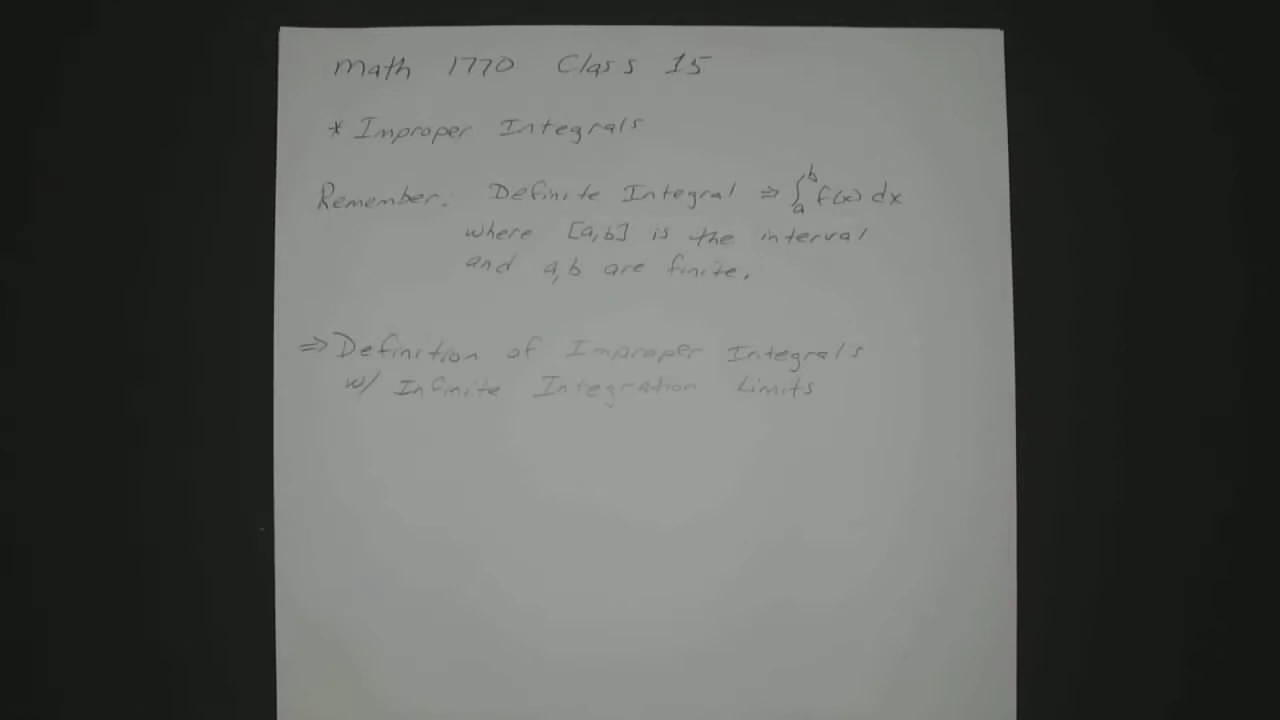 Math 1770 Class 15
* Improper Integrals
Remember: Definite Integral ⇒ ∫_a^b f(x) dx
where [a,b] is the interval
and a,b are finite.
⇒ Definition of Improper Integrals
w/ Infinite Integration Limits